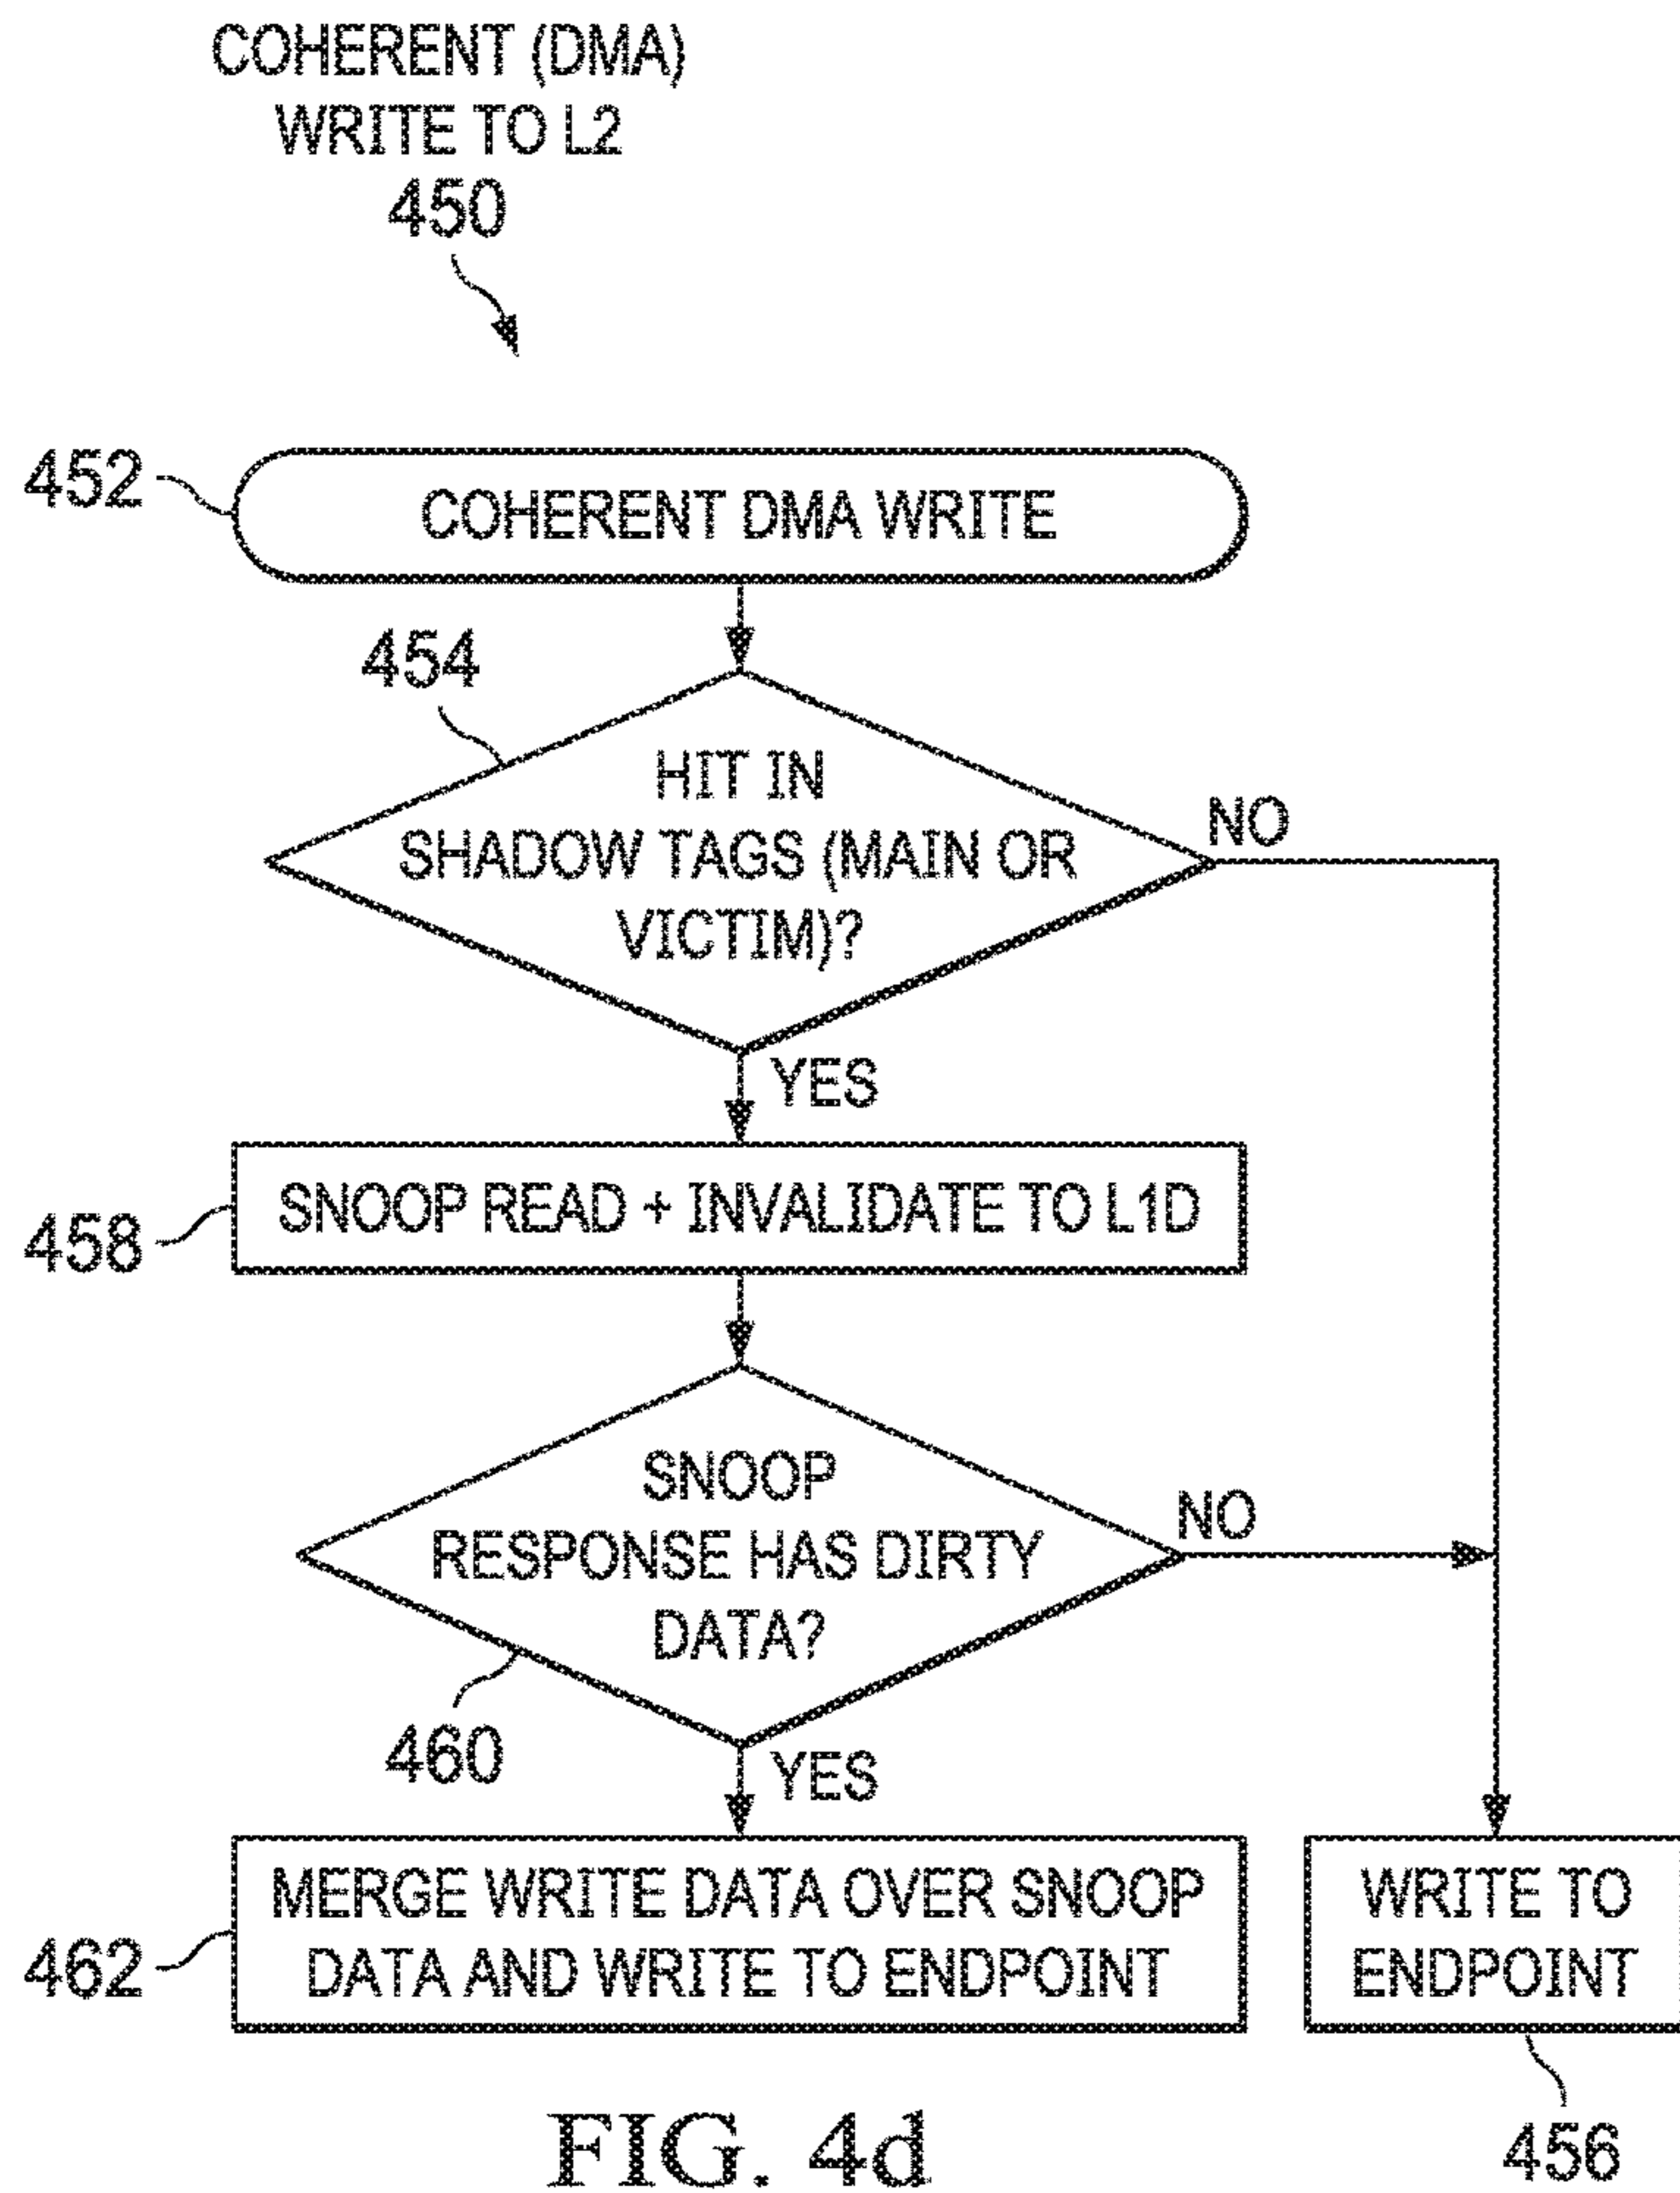 COHERENT (DMA)
WRITE TO L2
450
452
COHERENT DMA WRITE
454
HIT IN
SHADOW TAGS (MAIN OR
VICTIM)?
NO
YES
458
SNOOP READ + INVALIDATE TO L1D
SNOOP
RESPONSE HAS DIRTY
DATA?
NO
460
YES
462
MERGE WRITE DATA OVER SNOOP
DATA AND WRITE TO ENDPOINT
WRITE TO
ENDPOINT
456
FIG. 4d